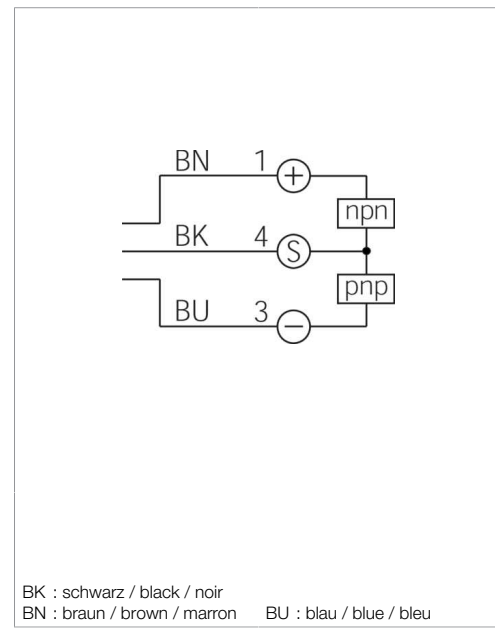 BN 1 +
npn
BK 4 S
pnp
BU 3 −
BK : schwarz / black / noir
BN : braun / brown / marron BU : blau / blue / bleu